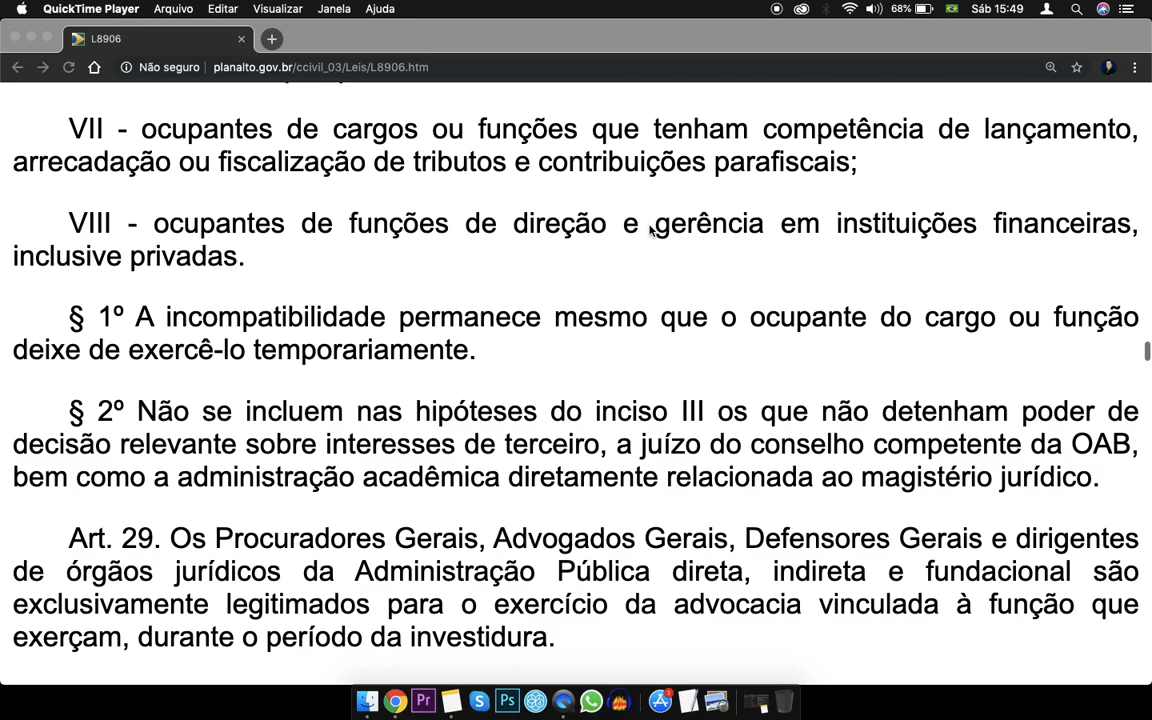 QuickTime Player Arquivo Editar Visualizar Janela Ajuda 68% Sáb 15:49
L8906
Não seguro planalto.gov.br/ccivil_03/Leis/L8906.htm
VII - ocupantes de cargos ou funções que tenham competência de lançamento,
arrecadação ou fiscalização de tributos e contribuições parafiscais;
VIII - ocupantes de funções de direção e gerência em instituições financeiras,
inclusive privadas.
§ 1º A incompatibilidade permanece mesmo que o ocupante do cargo ou função
deixe de exercê-lo temporariamente.
§ 2º Não se incluem nas hipóteses do inciso III os que não detenham poder de
decisão relevante sobre interesses de terceiro, a juízo do conselho competente da OAB,
bem como a administração acadêmica diretamente relacionada ao magistério jurídico.
Art. 29. Os Procuradores Gerais, Advogados Gerais, Defensores Gerais e dirigentes
de órgãos jurídicos da Administração Pública direta, indireta e fundacional são
exclusivamente legitimados para o exercício da advocacia vinculada à função que
exerçam, durante o período da investidura.
Pr Ps